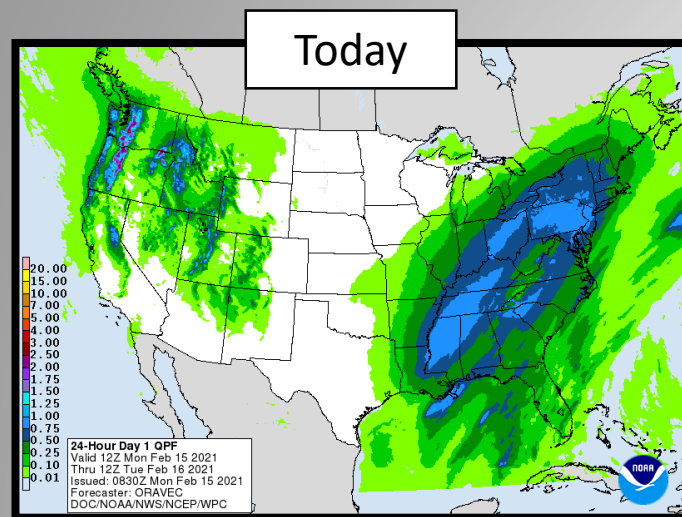 Today
20.00
15.00
10.00
7.00
5.00
4.00
3.00
2.50
2.00
1.75
1.50
1.25
1.00
0.75
0.50
0.25
0.10
0.01
24-Hour Day 1 QPF
Valid 12Z Mon Feb 15 2021
Thru 12Z Tue Feb 16 2021
Issued: 0830Z Mon Feb 15 2021
Forecaster: ORAVEC
DOC/NOAA/NWS/NCEP/WPC
NOAA